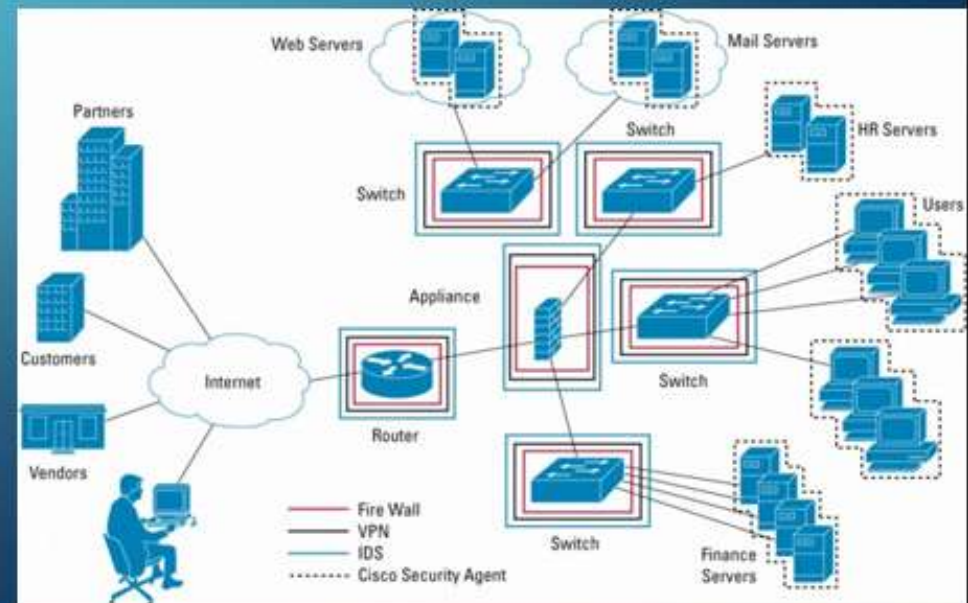 Web Servers
Mail Servers
Partners
Switch
HR Servers
Switch
Users
Appliance
Customers
Internet
Switch
Router
Vendors
Fire Wall
VPN
IDS
Cisco Security Agent
Switch
Finance
Servers